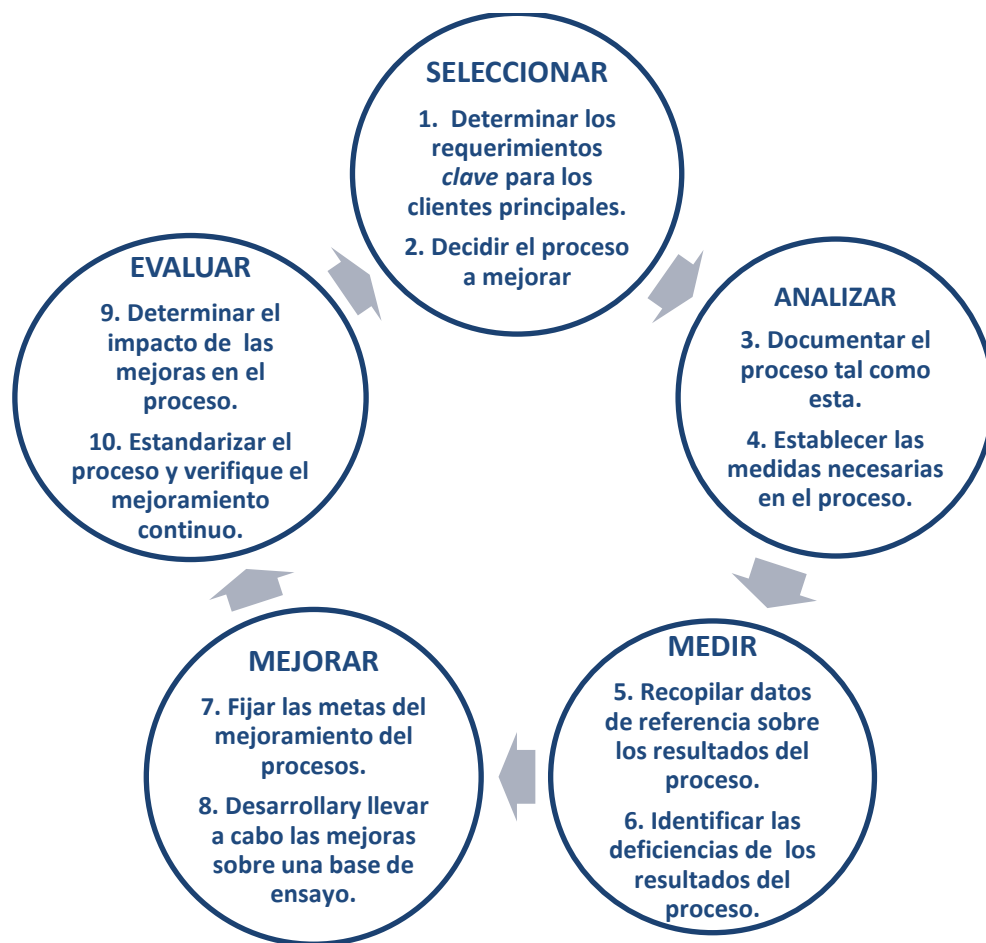 SELECCIONAR
1. Determinar los
requerimientos
clave para los
clientes principales.
2. Decidir el proceso
a mejorar
ANALIZAR
3. Documentar el
proceso tal como
esta.
4. Establecer las
medidas necesarias
en el proceso.
MEDIR
5. Recopilar datos
de referencia sobre
los resultados del
proceso.
6. Identificar las
deficiencias de los
resultados del
proceso.
MEJORAR
7. Fijar las metas del
mejoramiento del
procesos.
8. Desarrollary llevar
a cabo las mejoras
sobre una base de
ensayo.
EVALUAR
9. Determinar el
impacto de las
mejoras en el
proceso.
10. Estandarizar el
proceso y verifique el
mejoramiento
continuo.